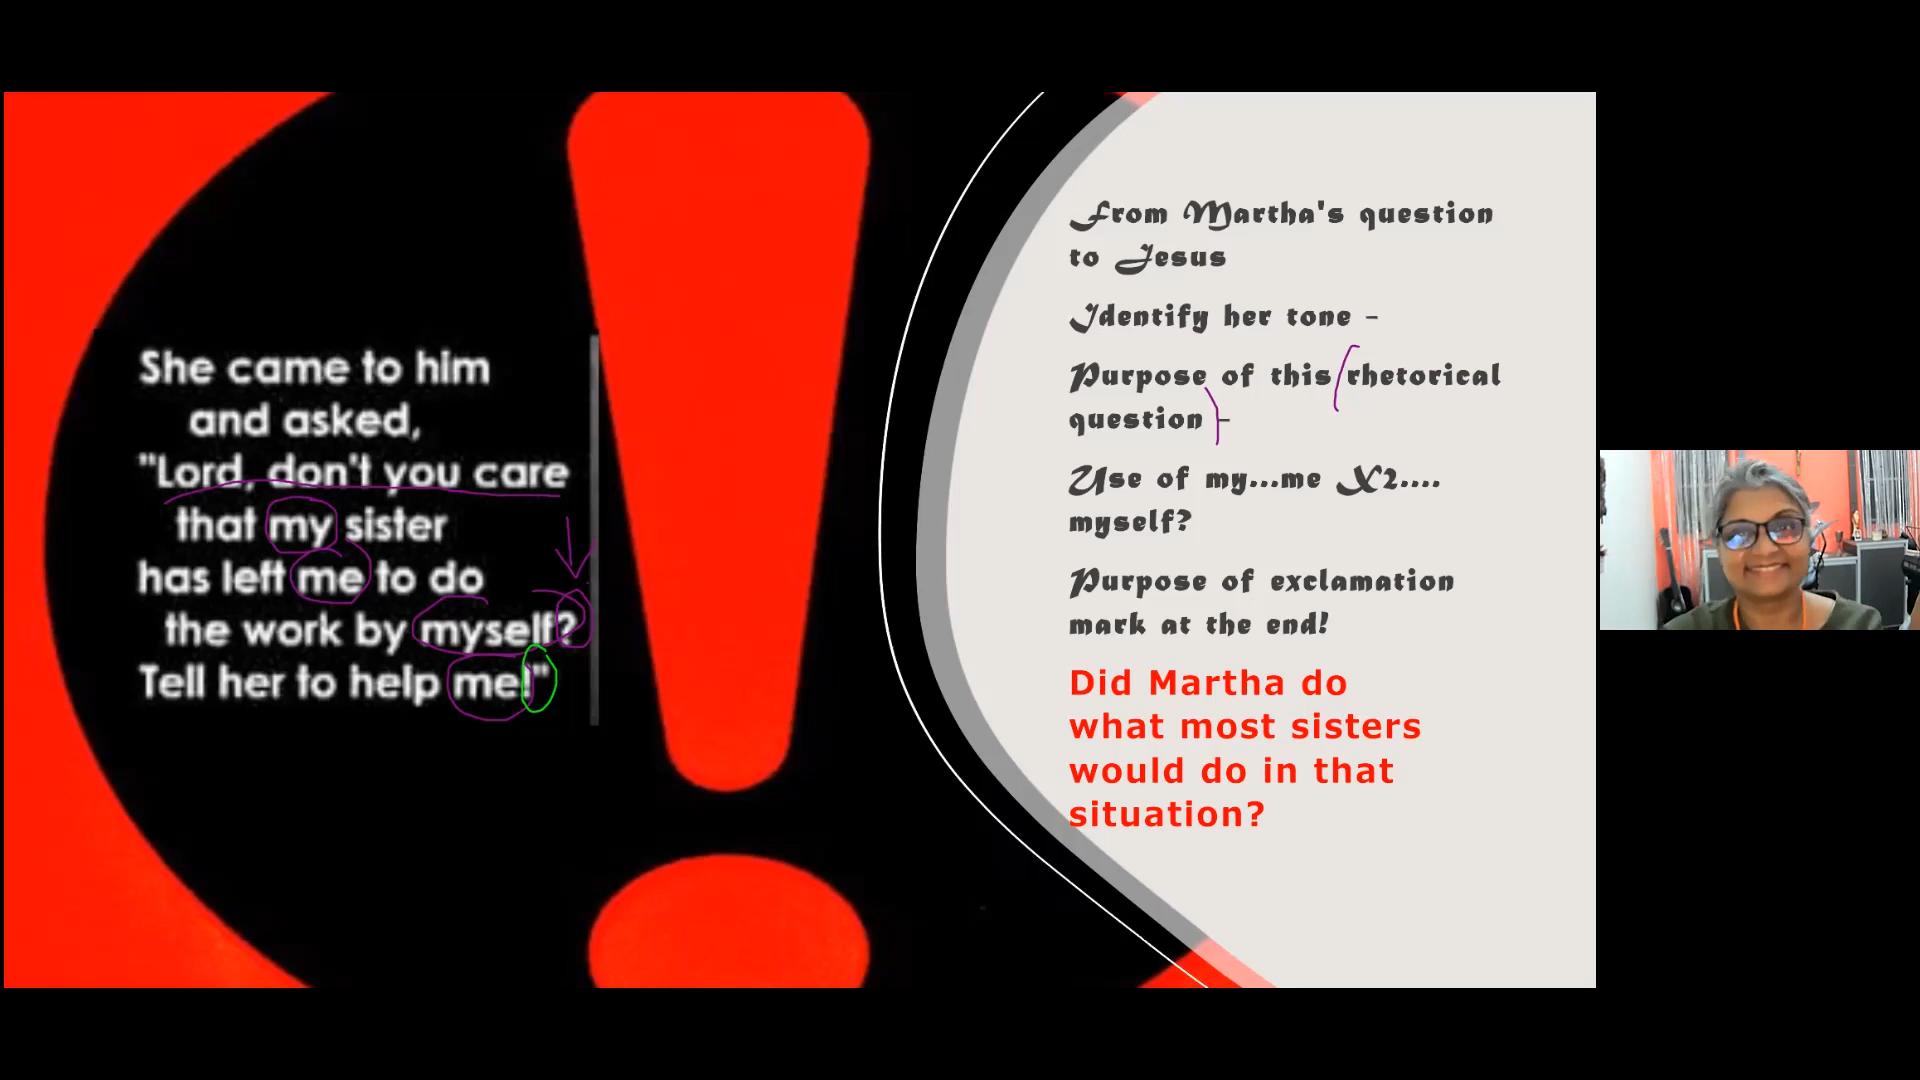 She came to him
and asked,
"Lord, don't you care
that my sister
has left me to do
the work by myself?
Tell her to help me!"
From Martha's question
to Jesus
Identify her tone –
Purpose of this rhetorical
question –
Use of my...me X2....
myself?
Purpose of exclamation
mark at the end!
Did Martha do
what most sisters
would do in that
situation?